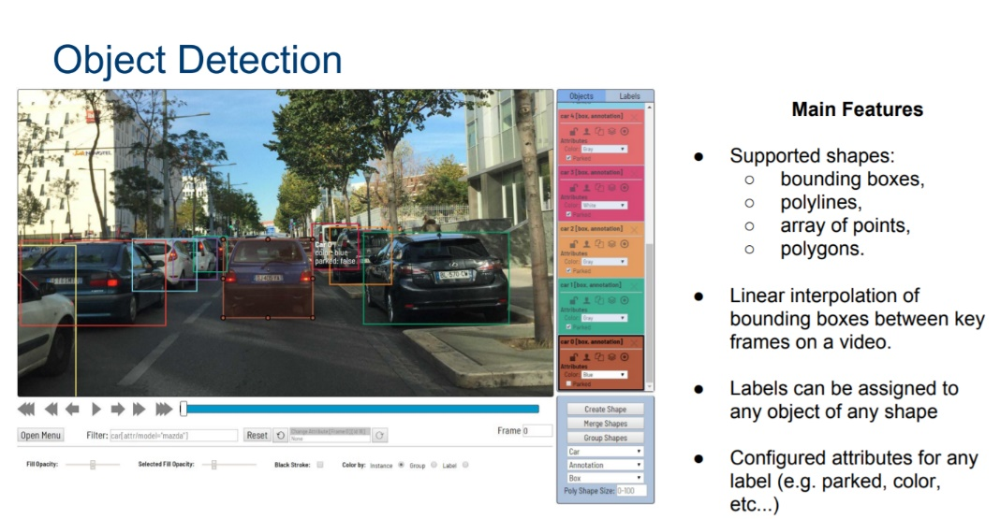 Object Detection
Car 0
color: blue
parked: false
BL 570 CW
Objects Labels
car 4 [box, annotation]
Attributes
Color: Gray
Parked
car 3 [box, annotation]
Attributes
Color: White
Parked
car 2 [box, annotation]
Attributes
Color: Gray
Parked
car 1 [box, annotation]
Attributes
Color: Gray
Parked
car 0 [box, annotation]
Attributes
Color: Blue
Parked
Open Menu
Filter: car[attr/model="mazda"]
Reset
None
Frame 0
Fill Opacity:
Selected Fill Opacity:
Black Stroke:
Color by: Instance Group Label
Create Shape
Merge Shapes
Group Shapes
Car
Annotation
Box
Poly Shape Size: 0-100
Main Features
● Supported shapes:
○ bounding boxes,
○ polylines,
○ array of points,
○ polygons.
● Linear interpolation of
bounding boxes between key
frames on a video.
● Labels can be assigned to
any object of any shape
● Configured attributes for any
label (e.g. parked, color,
etc...)